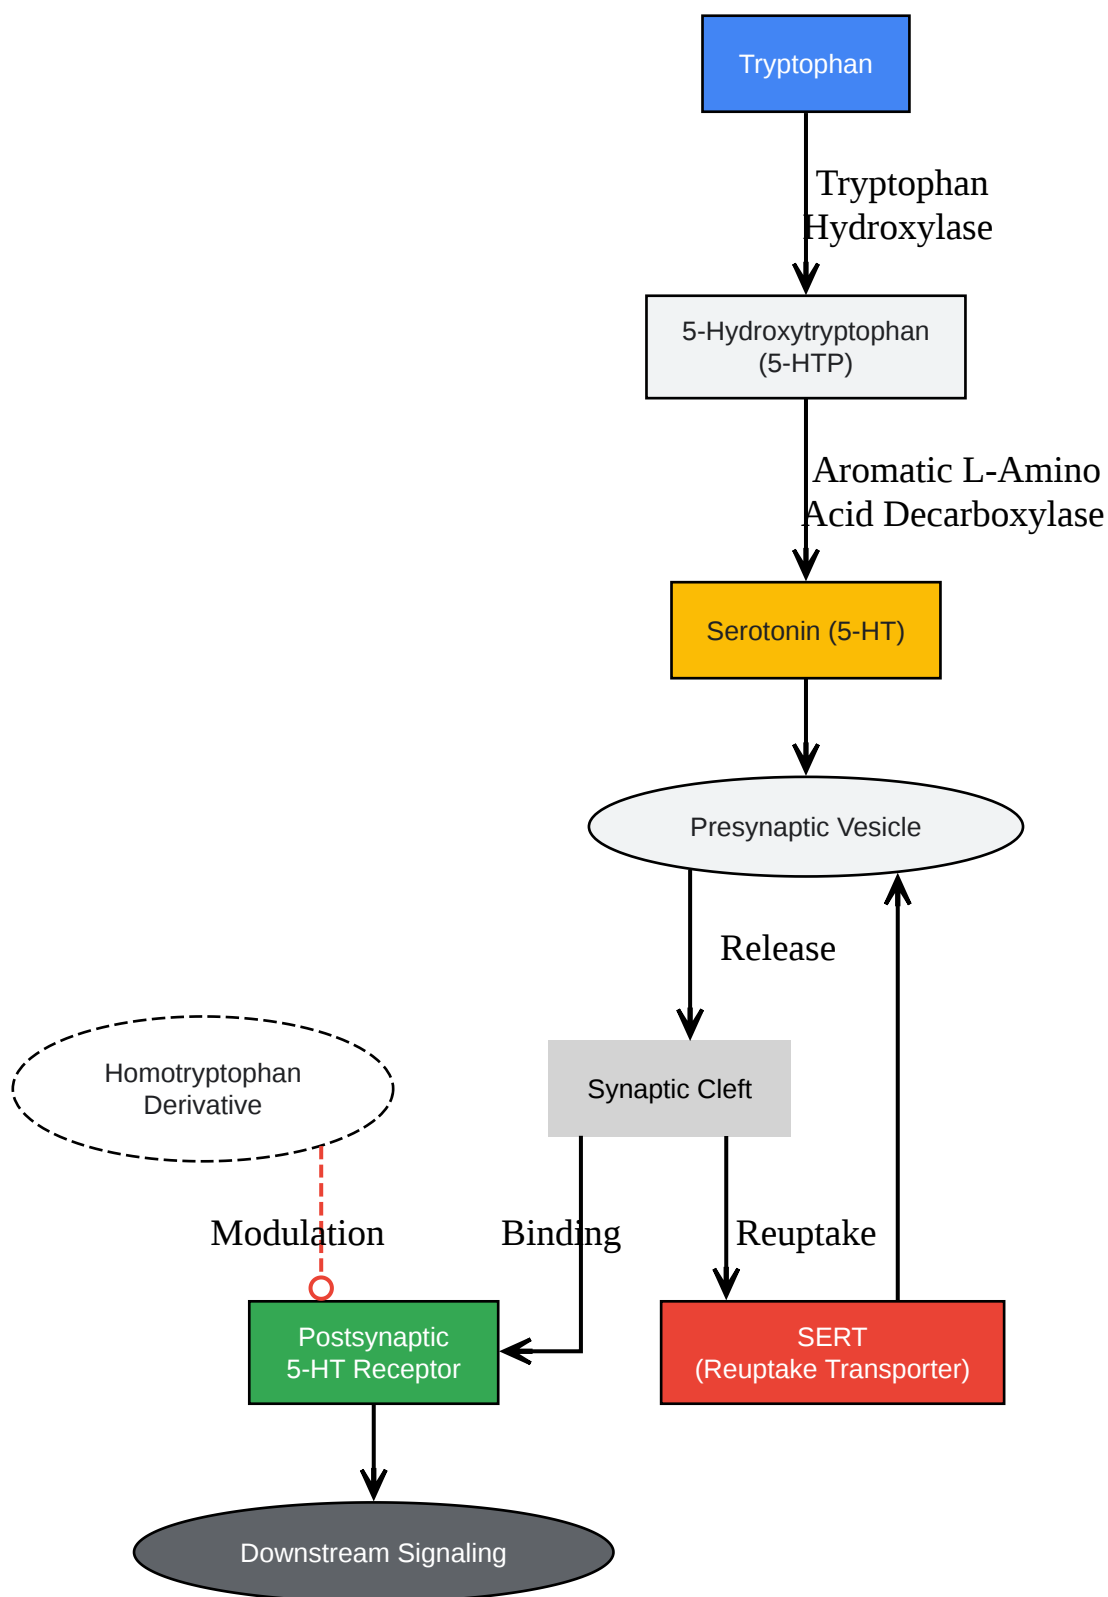 Tryptophan
Tryptophan
Hydroxylase
5-Hydroxytryptophan
(5-HTP)
Aromatic L-Amino
Acid Decarboxylase
Serotonin (5-HT)
Presynaptic Vesicle
Release
Homotryptophan
Derivative
Synaptic Cleft
Modulation
Binding
Reuptake
Postsynaptic
5-HT Receptor
SERT
(Reuptake Transporter)
Downstream Signaling